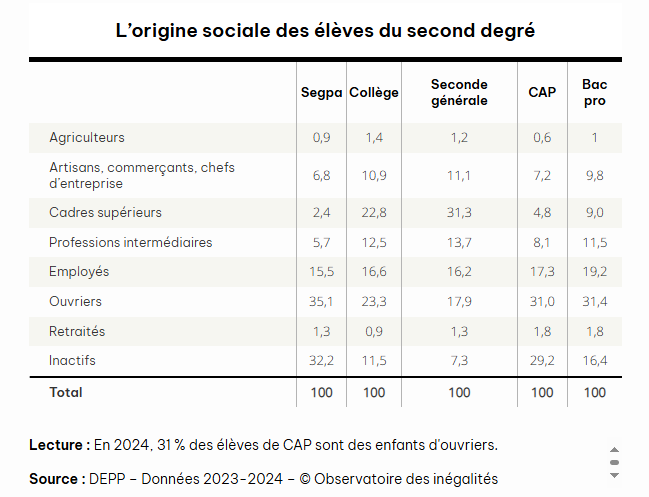 L’origine sociale des élèves du second degré
Segpa Collège Seconde générale CAP Bac pro
Agriculteurs 0,9 1,4 1,2 0,6 1
Artisans, commerçants, chefs d’entreprise 6,8 10,9 11,1 7,2 9,8
Cadres supérieurs 2,4 22,8 31,3 4,8 9,0
Professions intermédiaires 5,7 12,5 13,7 8,1 11,5
Employés 15,5 16,6 16,2 17,3 19,2
Ouvriers 35,1 23,3 17,9 31,0 31,4
Retraités 1,3 0,9 1,3 1,8 1,8
Inactifs 32,2 11,5 7,3 29,2 16,4
Total 100 100 100 100 100
Lecture : En 2024, 31 % des élèves de CAP sont des enfants d’ouvriers.
Source : DEPP – Données 2023-2024 – © Observatoire des inégalités